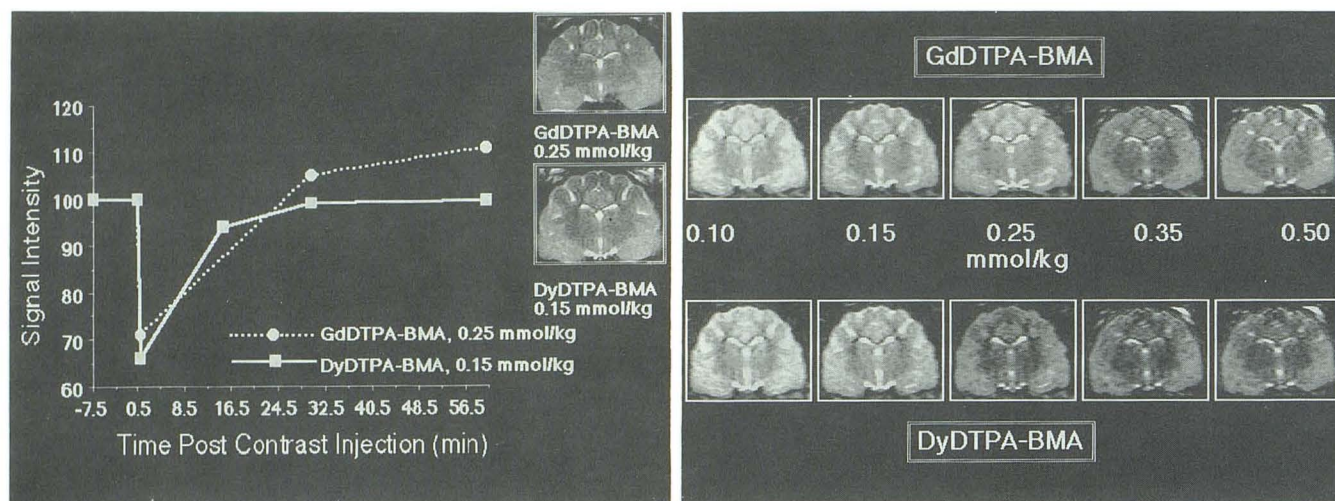 GdDTPA-BMA
0.25 mmol/kg
DyDTPA-BMA
0.15 mmol/kg
Signal Intensity
120
110
100
90
80
70
60
GdDTPA-BMA, 0.25 mmol/kg
DyDTPA-BMA, 0.15 mmol/kg
-7.5 0.5 8.5 16.5 24.5 32.5 40.5 48.5 56.5
Time Post Contrast Injection (min)
GdDTPA-BMA
0.10 0.15 0.25 0.35 0.50
mmol/kg
DyDTPA-BMA